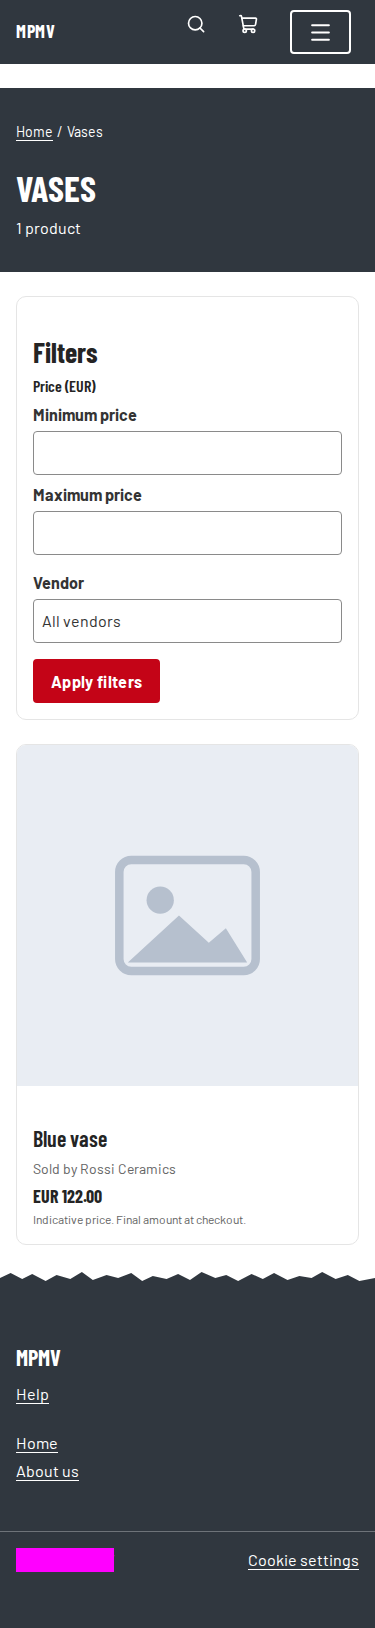 MPMV
Home / Vases
VASES
1 product
Filters
Price (EUR)
Minimum price
Maximum price
Vendor
All vendors
Apply filters
Blue vase
Sold by Rossi Ceramics
EUR 122.00
Indicative price. Final amount at checkout.
MPMV
Help
Home
About us
Cookie settings